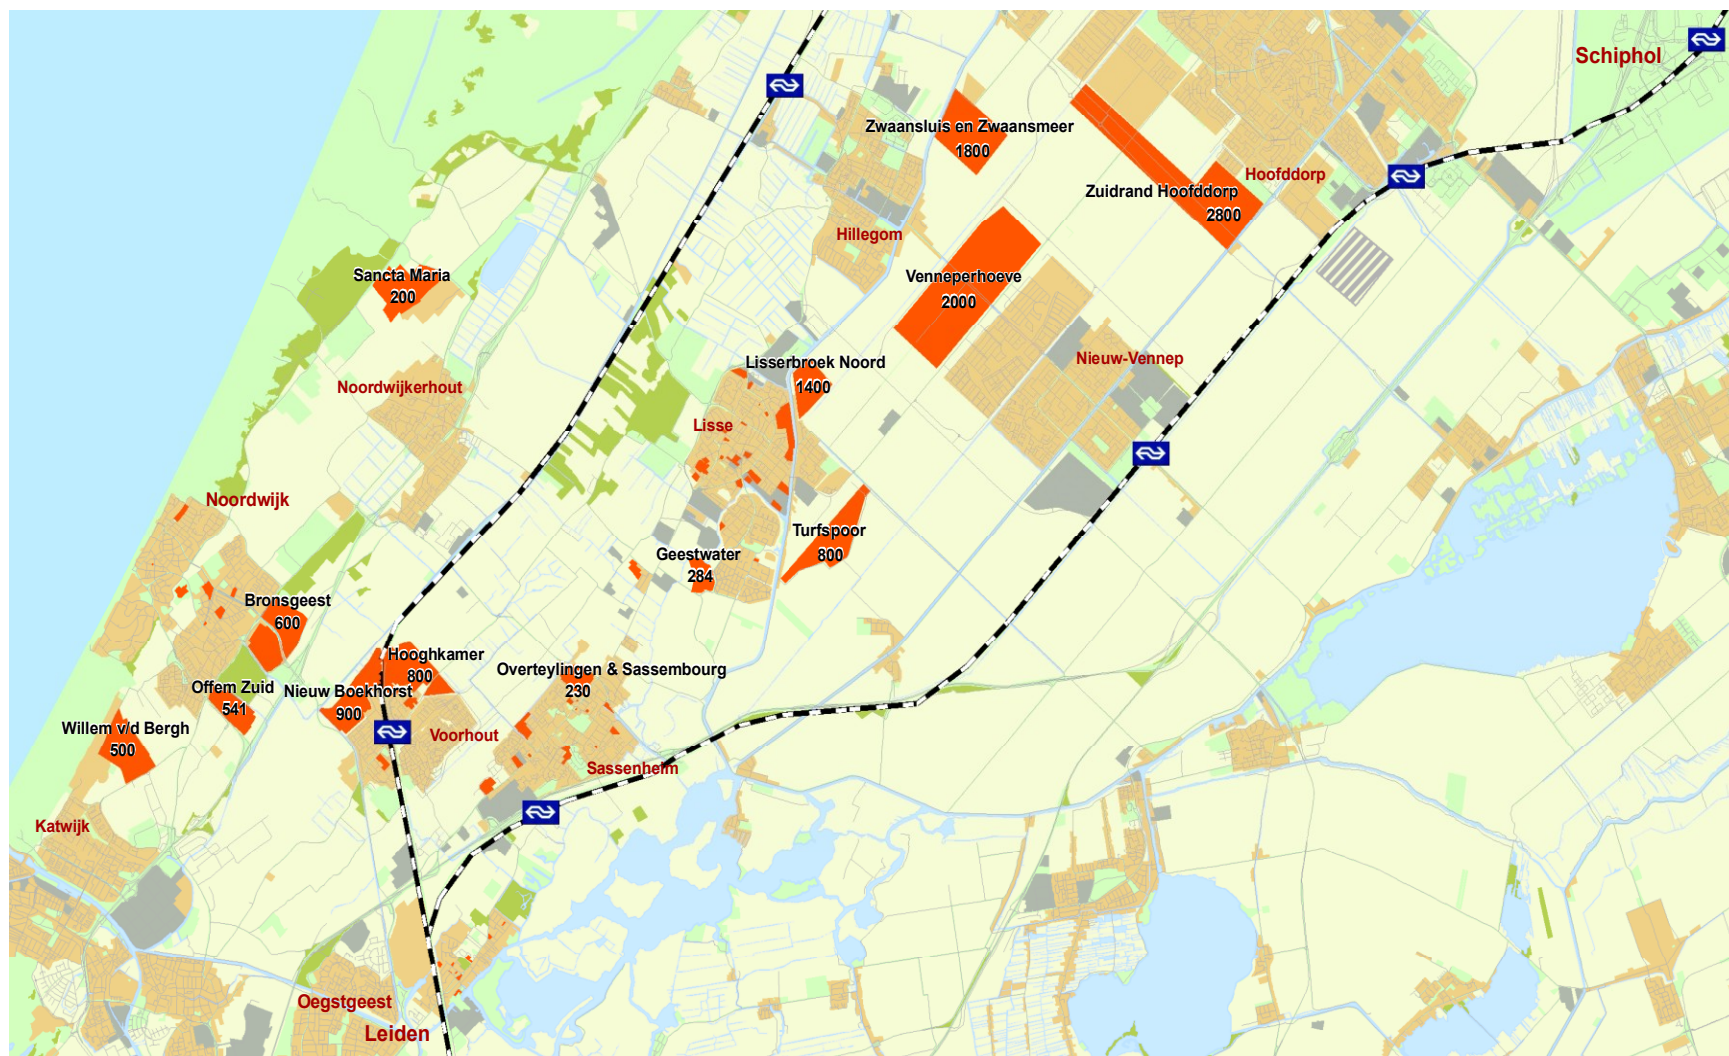 Schiphol
Zwaansluis en Zwaansmeer
1800
Hoofddorp
Zuidrand Hoofddorp
2800
Hillegom
Sancta Maria
200
Venneperhoeve
2000
Nieuw-Vennep
Lisserbroek Noord
1400
Noordwijkerhout
Lisse
Noordwijk
Turfspoor
800
Geestwater
284
Bronsgeest
600
Hooghkamer
800
Overteylingen & Sassembourg
230
Offem Zuid
541
Nieuw Boekhorst
900
Willem v/d Bergh
500
Voorhout
Sassenheim
Katwijk
Oegstgeest
Leiden